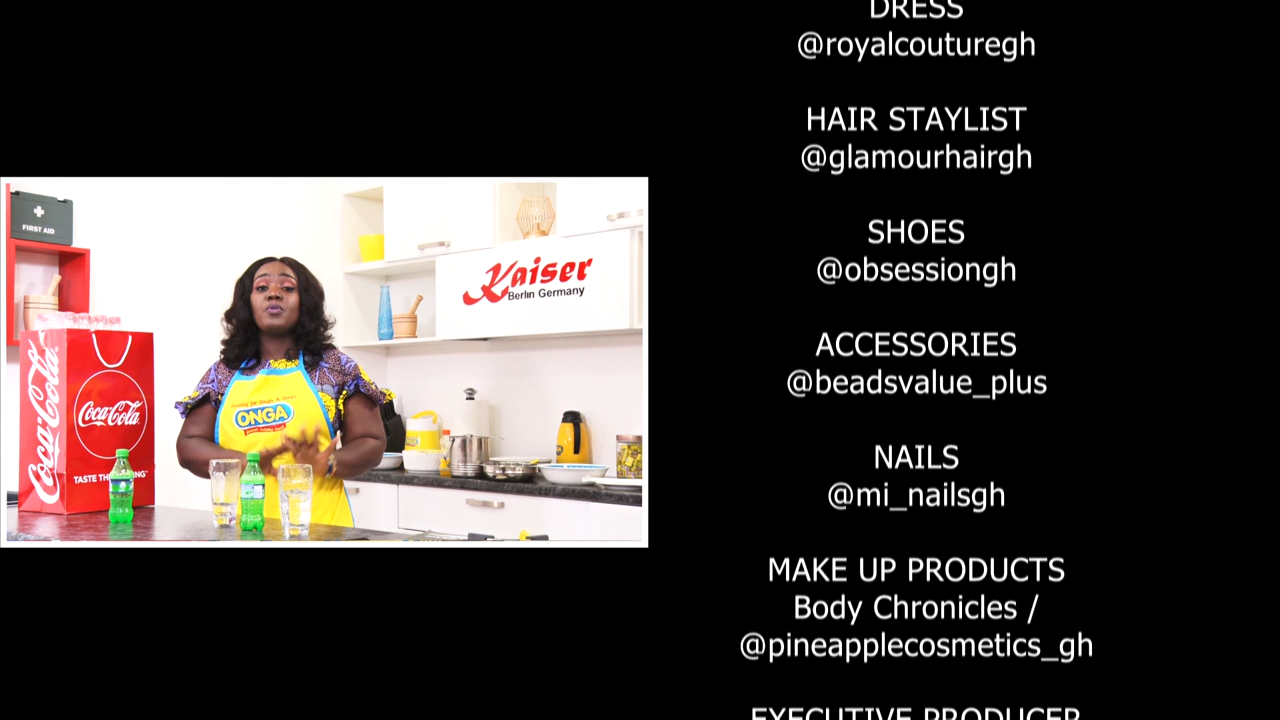 FIRST AID
Kaiser
Berlin Germany
Coca-Cola
Coca-Cola
TASTE THE
ONGA
DRESS
@royalcouturegh
HAIR STAYLIST
@glamourhairgh
SHOES
@obsessiongh
ACCESSORIES
@beadsvalue_plus
NAILS
@mi_nailsgh
MAKE UP PRODUCTS
Body Chronicles /
@pineapplecosmetics_gh
EXECUTIVE PRODUCER